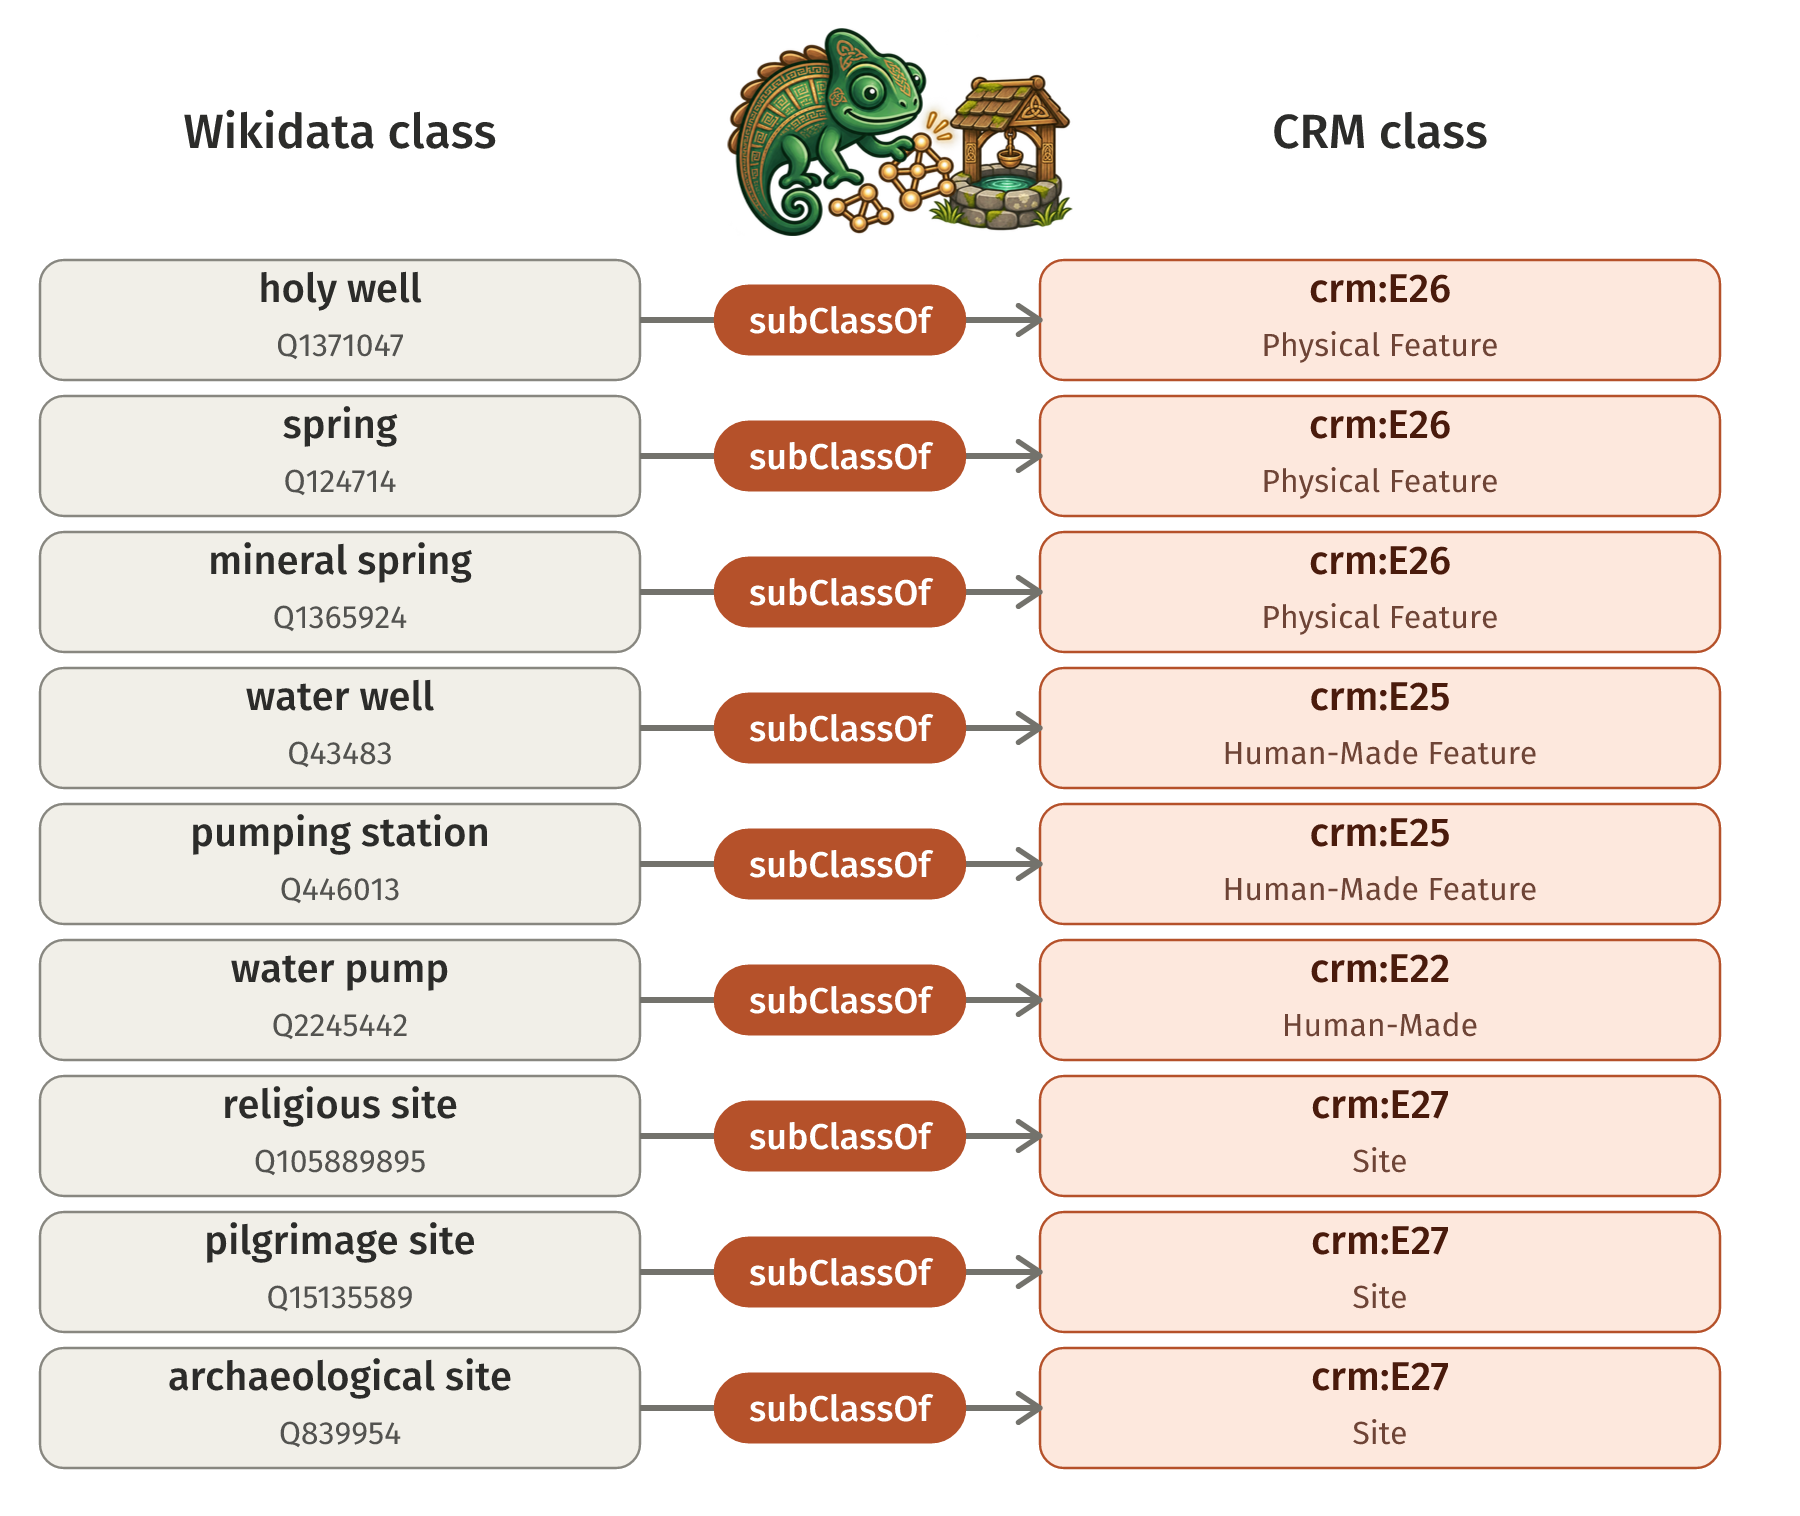 Wikidata class
CRM class
holy well
Q1371047
subClassOf
crm:E26
Physical Feature
spring
Q124714
subClassOf
crm:E26
Physical Feature
mineral spring
Q1365924
subClassOf
crm:E26
Physical Feature
water well
Q43483
subClassOf
crm:E25
Human-Made Feature
pumping station
Q446013
subClassOf
crm:E25
Human-Made Feature
water pump
Q2245442
subClassOf
crm:E22
Human-Made
religious site
Q105889895
subClassOf
crm:E27
Site
pilgrimage site
Q15135589
subClassOf
crm:E27
Site
archaeological site
Q839954
subClassOf
crm:E27
Site